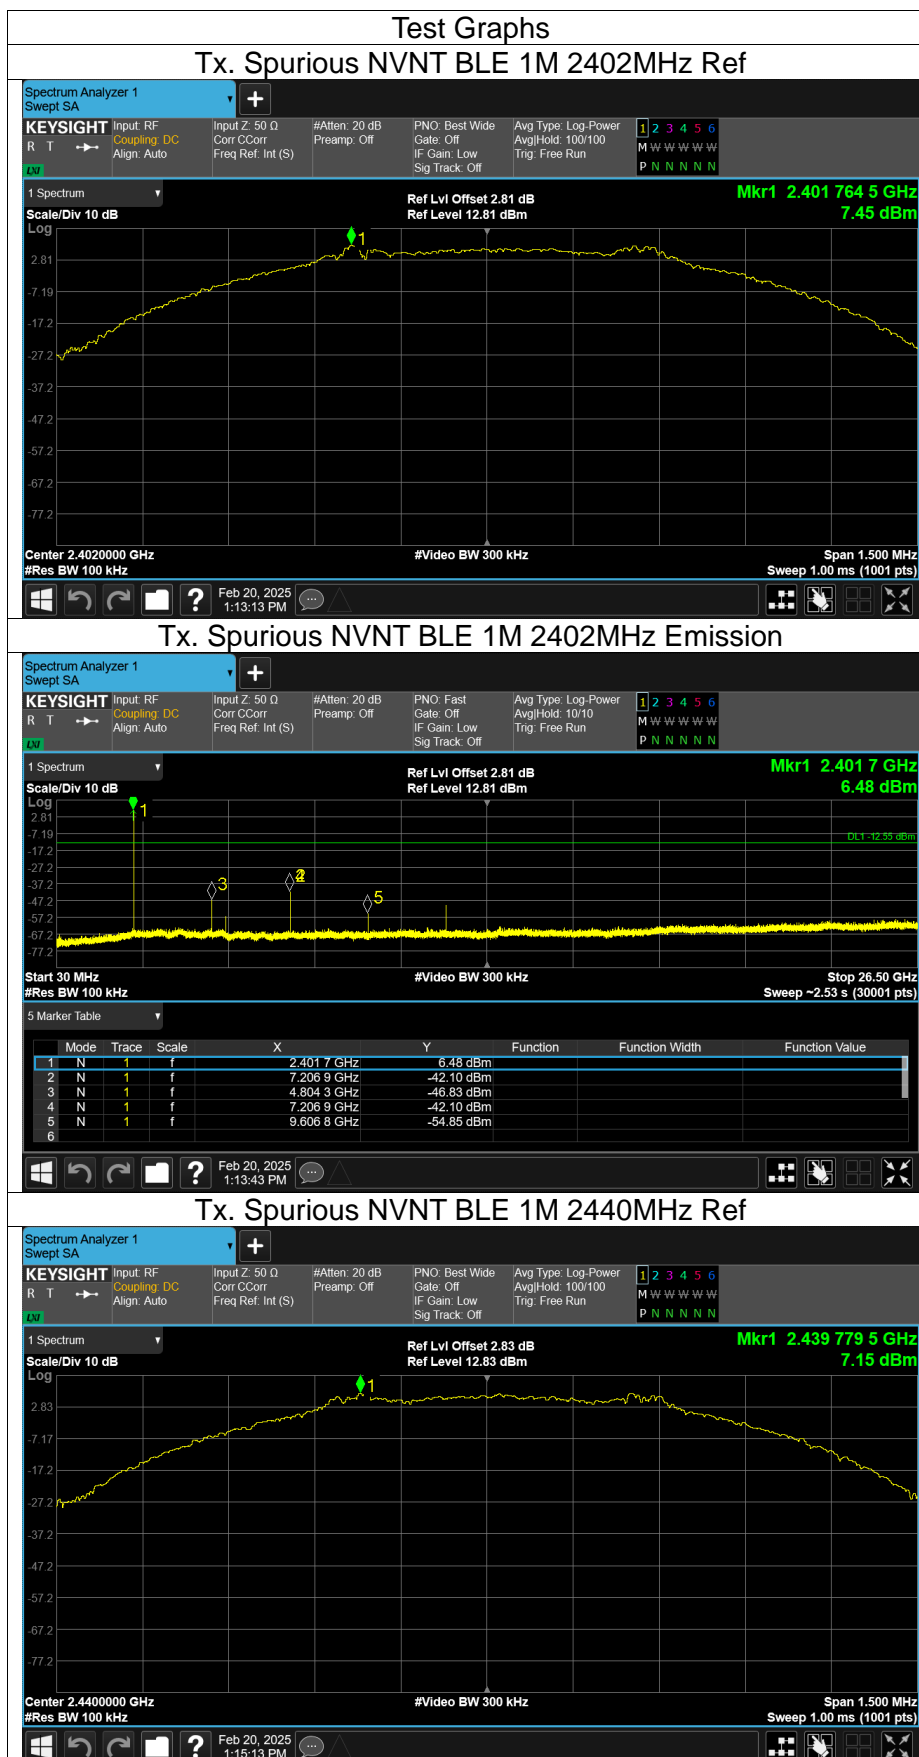 Test Graphs
Tx. Spurious NVNT BLE 1M 2402MHz Ref
Spectrum Analyzer 1
Swept SA
KEYSIGHT Input: RF Input Z: 50 Ω #Atten: 20 dB PNO: Best Wide Avg Type: Log-Power 1 2 3 4 5 6
R T Coupling: DC Corr CCorr Preamp: Off Gate: Off Avg|Hold: 100/100 M W W W W W
Align: Auto Freq Ref: Int (S) IF Gain: Low Trig: Free Run
LXI Sig Track: Off P N N N N N
1 Spectrum Ref Lvl Offset 2.81 dB Mkr1 2.401 764 5 GHz
Scale/Div 10 dB Ref Level 12.81 dBm 7.45 dBm
Log
1
2.81
-7.19
-17.2
-27.2
-37.2
-47.2
-57.2
-67.2
-77.2
Center 2.4020000 GHz #Video BW 300 kHz Span 1.500 MHz
#Res BW 100 kHz Sweep 1.00 ms (1001 pts)
? Feb 20, 2025
1:13:13 PM
Tx. Spurious NVNT BLE 1M 2402MHz Emission
Spectrum Analyzer 1
Swept SA
KEYSIGHT Input: RF Input Z: 50 Ω #Atten: 20 dB PNO: Fast Avg Type: Log-Power 1 2 3 4 5 6
R T Coupling: DC Corr CCorr Preamp: Off Gate: Off Avg|Hold: 10/10 M W W W W W
Align: Auto Freq Ref: Int (S) IF Gain: Low Trig: Free Run
LXI Sig Track: Off P N N N N N
1 Spectrum Ref Lvl Offset 2.81 dB Mkr1 2.401 7 GHz
Scale/Div 10 dB Ref Level 12.81 dBm 6.48 dBm
Log
1
2.81
-7.19
DL1 -12.55 dBm
-17.2
-27.2
-37.2
3
5
-47.2
-57.2
-67.2
-77.2
Start 30 MHz #Video BW 300 kHz Stop 26.50 GHz
#Res BW 100 kHz Sweep ~2.53 s (30001 pts)
5 Marker Table
Mode Trace Scale X Y Function Function Width Function Value
1 N 1 f 2.401 7 GHz 6.48 dBm
2 N 1 f 7.206 9 GHz -42.10 dBm
3 N 1 f 4.804 3 GHz -46.83 dBm
4 N 1 f 7.206 9 GHz -42.10 dBm
5 N 1 f 9.606 8 GHz -54.85 dBm
6
? Feb 20, 2025
1:13:43 PM
Tx. Spurious NVNT BLE 1M 2440MHz Ref
Spectrum Analyzer 1
Swept SA
KEYSIGHT Input: RF Input Z: 50 Ω #Atten: 20 dB PNO: Best Wide Avg Type: Log-Power 1 2 3 4 5 6
R T Coupling: DC Corr CCorr Preamp: Off Gate: Off Avg|Hold: 100/100 M W W W W W
Align: Auto Freq Ref: Int (S) IF Gain: Low Trig: Free Run
LXI Sig Track: Off P N N N N N
1 Spectrum Ref Lvl Offset 2.83 dB Mkr1 2.439 779 5 GHz
Scale/Div 10 dB Ref Level 12.83 dBm 7.15 dBm
Log
1
2.83
-7.17
-17.2
-27.2
-37.2
-47.2
-57.2
-67.2
-77.2
Center 2.4400000 GHz #Video BW 300 kHz Span 1.500 MHz
#Res BW 100 kHz Sweep 1.00 ms (1001 pts)
? Feb 20, 2025
1:15:13 PM